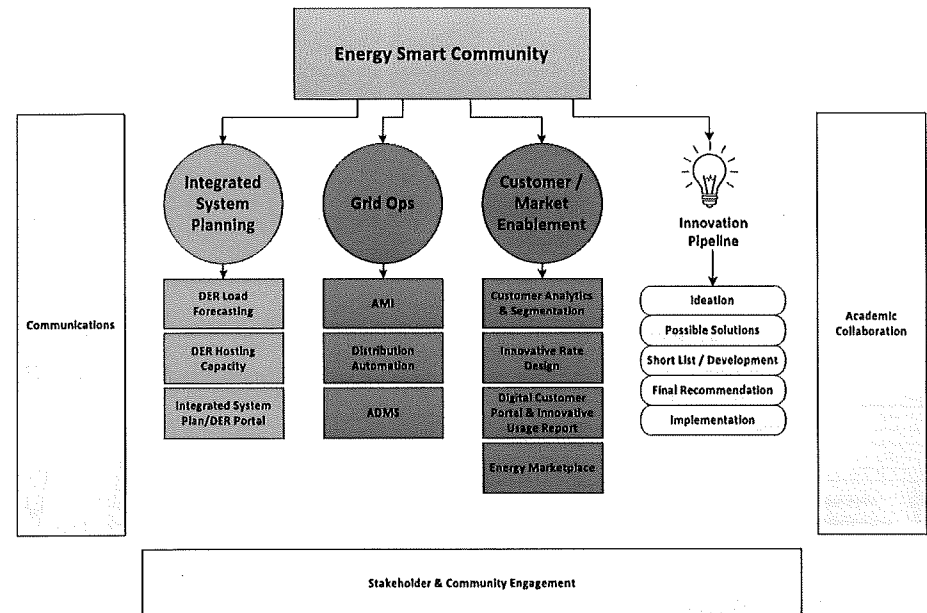 Energy Smart Community
Communications
Integrated
System
Planning
DER Load
Forecasting
DER Hosting
Capacity
Integrated System
Plan/DER Portal
Grid Ops
AMI
Distribution
Automation
ADMS
Customer /
Market
Enablement
Customer Analytics
& Segmentation
Innovative Rate
Design
Digital Customer
Portal & Innovative
Usage Report
Energy Marketplace
Innovation
Pipeline
Ideation
Possible Solutions
Short List / Development
Final Recommendation
Implementation
Academic
Collaboration
Stakeholder & Community Engagement